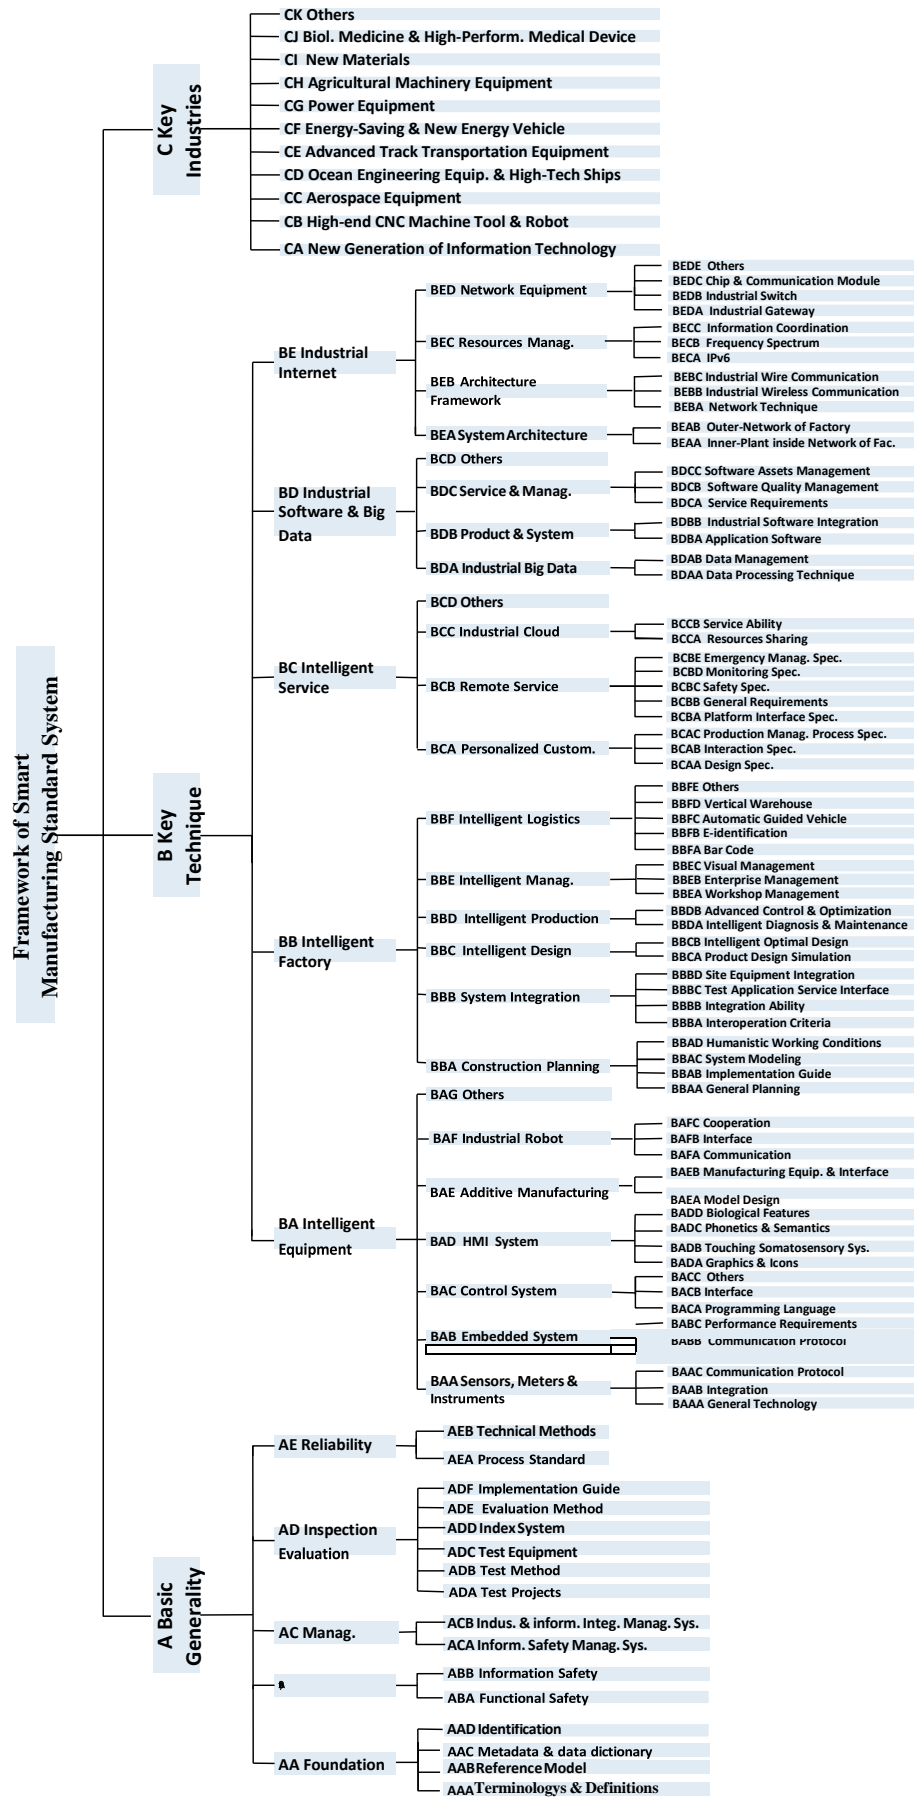 Framework of Smart
Manufacturing Standard System
C Key
Industries
CK Others
CJ Biol. Medicine & High-Perform. Medical Device
CI New Materials
CH Agricultural Machinery Equipment
CG Power Equipment
CF Energy-Saving & New Energy Vehicle
CE Advanced Track Transportation Equipment
CD Ocean Engineering Equip. & High-Tech Ships
CC Aerospace Equipment
CB High-end CNC Machine Tool & Robot
CA New Generation of Information Technology
B Key
Technique
BE Industrial
Internet
BED Network Equipment
BEDE Others
BEDC Chip & Communication Module
BEDB Industrial Switch
BEDA Industrial Gateway
BEC Resources Manag.
BECC Information Coordination
BECB Frequency Spectrum
BECA IPv6
BEB Architecture
Framework
BEBC Industrial Wire Communication
BEBB Industrial Wireless Communication
BEBA Network Technique
BEA System Architecture
BEAB Outer-Network of Factory
BEAA Inner-Plant inside Network of Fac.
BD Industrial
Software & Big
Data
BCD Others
BDC Service & Manag.
BDCC Software Assets Management
BDCB Software Quality Management
BDCA Service Requirements
BDB Product & System
BDBB Industrial Software Integration
BDBA Application Software
BDA Industrial Big Data
BDAB Data Management
BDAA Data Processing Technique
BC Intelligent
Service
BCD Others
BCC Industrial Cloud
BCCB Service Ability
BCCA Resources Sharing
BCB Remote Service
BCBE Emergency Manag. Spec.
BCBD Monitoring Spec.
BCBC Safety Spec.
BCBB General Requirements
BCBA Platform Interface Spec.
BCA Personalized Custom.
BCAC Production Manag. Process Spec.
BCAB Interaction Spec.
BCAA Design Spec.
BB Intelligent
Factory
BBF Intelligent Logistics
BBFE Others
BBFD Vertical Warehouse
BBFC Automatic Guided Vehicle
BBFB E-identification
BBFA Bar Code
BBE Intelligent Manag.
BBEC Visual Management
BBEB Enterprise Management
BBEA Workshop Management
BBD Intelligent Production
BBDB Advanced Control & Optimization
BBDA Intelligent Diagnosis & Maintenance
BBC Intelligent Design
BBCB Intelligent Optimal Design
BBCA Product Design Simulation
BBB System Integration
BBBD Site Equipment Integration
BBBC Test Application Service Interface
BBBB Integration Ability
BBBA Interoperation Criteria
BBA Construction Planning
BBAD Humanistic Working Conditions
BBAC System Modeling
BBAB Implementation Guide
BBAA General Planning
BA Intelligent
Equipment
BAG Others
BAF Industrial Robot
BAFC Cooperation
BAFB Interface
BAFA Communication
BAE Additive Manufacturing
BAEB Manufacturing Equip. & Interface
BAEA Model Design
BAD HMI System
BADD Biological Features
BADC Phonetics & Semantics
BADB Touching Somatosensory Sys.
BADA Graphics & Icons
BAC Control System
BACC Others
BACB Interface
BACA Programming Language
BAB Embedded System
BABC Performance Requirements
BABB Communication Protocol
BAA Sensors, Meters &
Instruments
BAAC Communication Protocol
BAAB Integration
BAAA General Technology
A Basic
Generality
AE Reliability
AEB Technical Methods
AEA Process Standard
AD Inspection
Evaluation
ADF Implementation Guide
ADE Evaluation Method
ADD Index System
ADC Test Equipment
ADB Test Method
ADA Test Projects
AC Manag.
ACB Indus. & inform. Integ. Manag. Sys.
ACA Inform. Safety Manag. Sys.
ABB Information Safety
ABA Functional Safety
AA Foundation
AAD Identification
AAC Metadata & data dictionary
AAB Reference Model
AAA Terminologys & Definitions